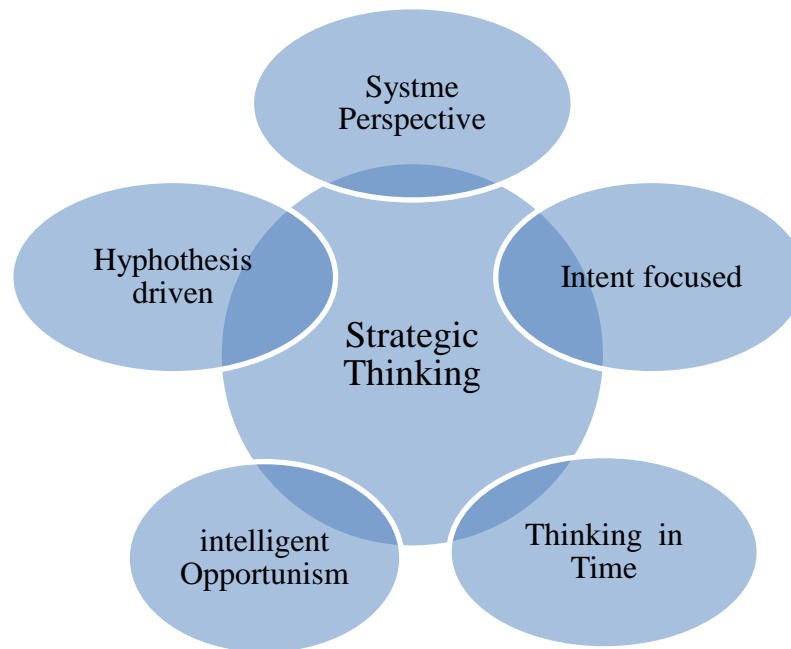 Systme
Perspective
Hyphothesis
driven
Intent focused
Strategic
Thinking
intelligent
Opportunism
Thinking  in
Time